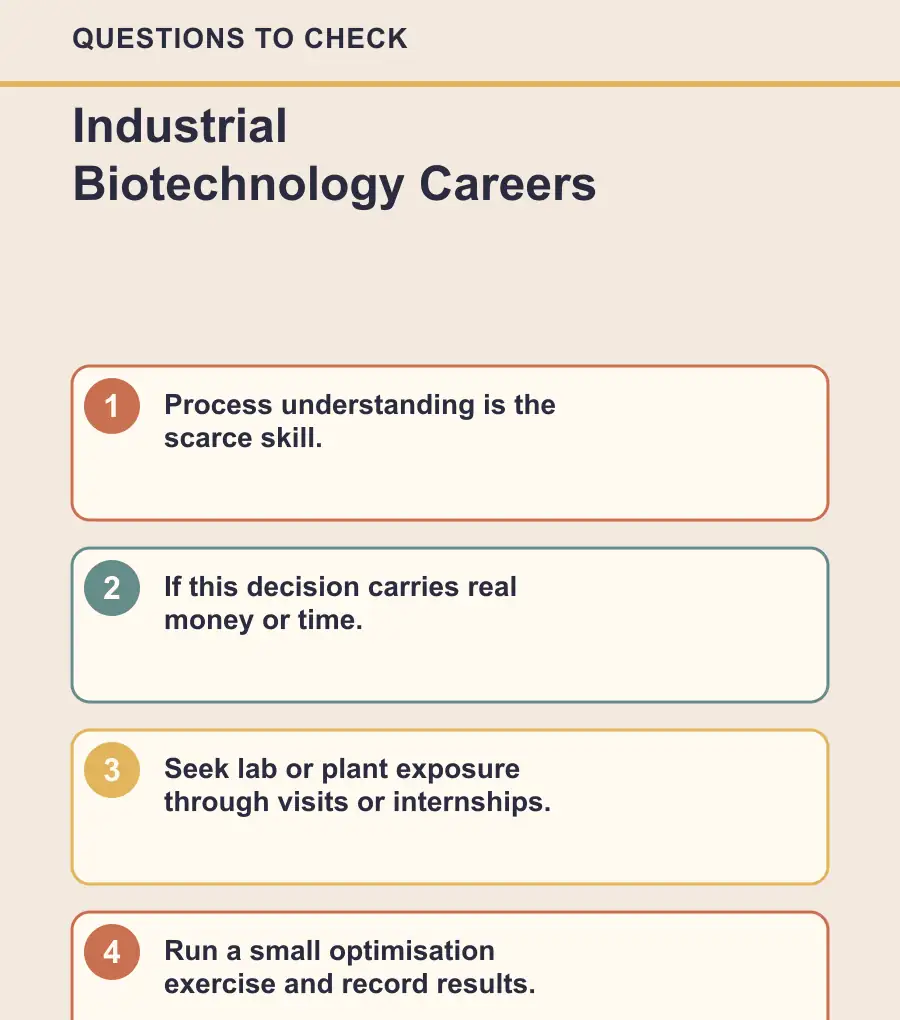 QUESTIONS TO CHECK
Industrial
Biotechnology Careers
1
Process understanding is the
scarce skill.
2
If this decision carries real
money or time.
3
Seek lab or plant exposure
through visits or internships.
4
Run a small optimisation
exercise and record results.